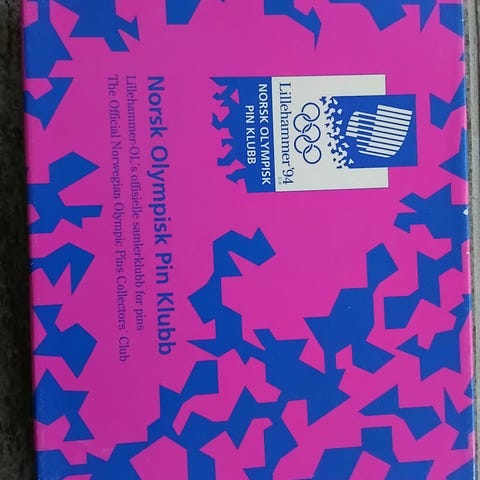 Lillehammer'94
NORSK OLYMPISK
PIN KLUBB
Norsk Olympisk Pin Klubb
Lillehammer-OL's offisielle samlerklubb for pins
The Official Norwegian Olympic Pins Collectors' Club